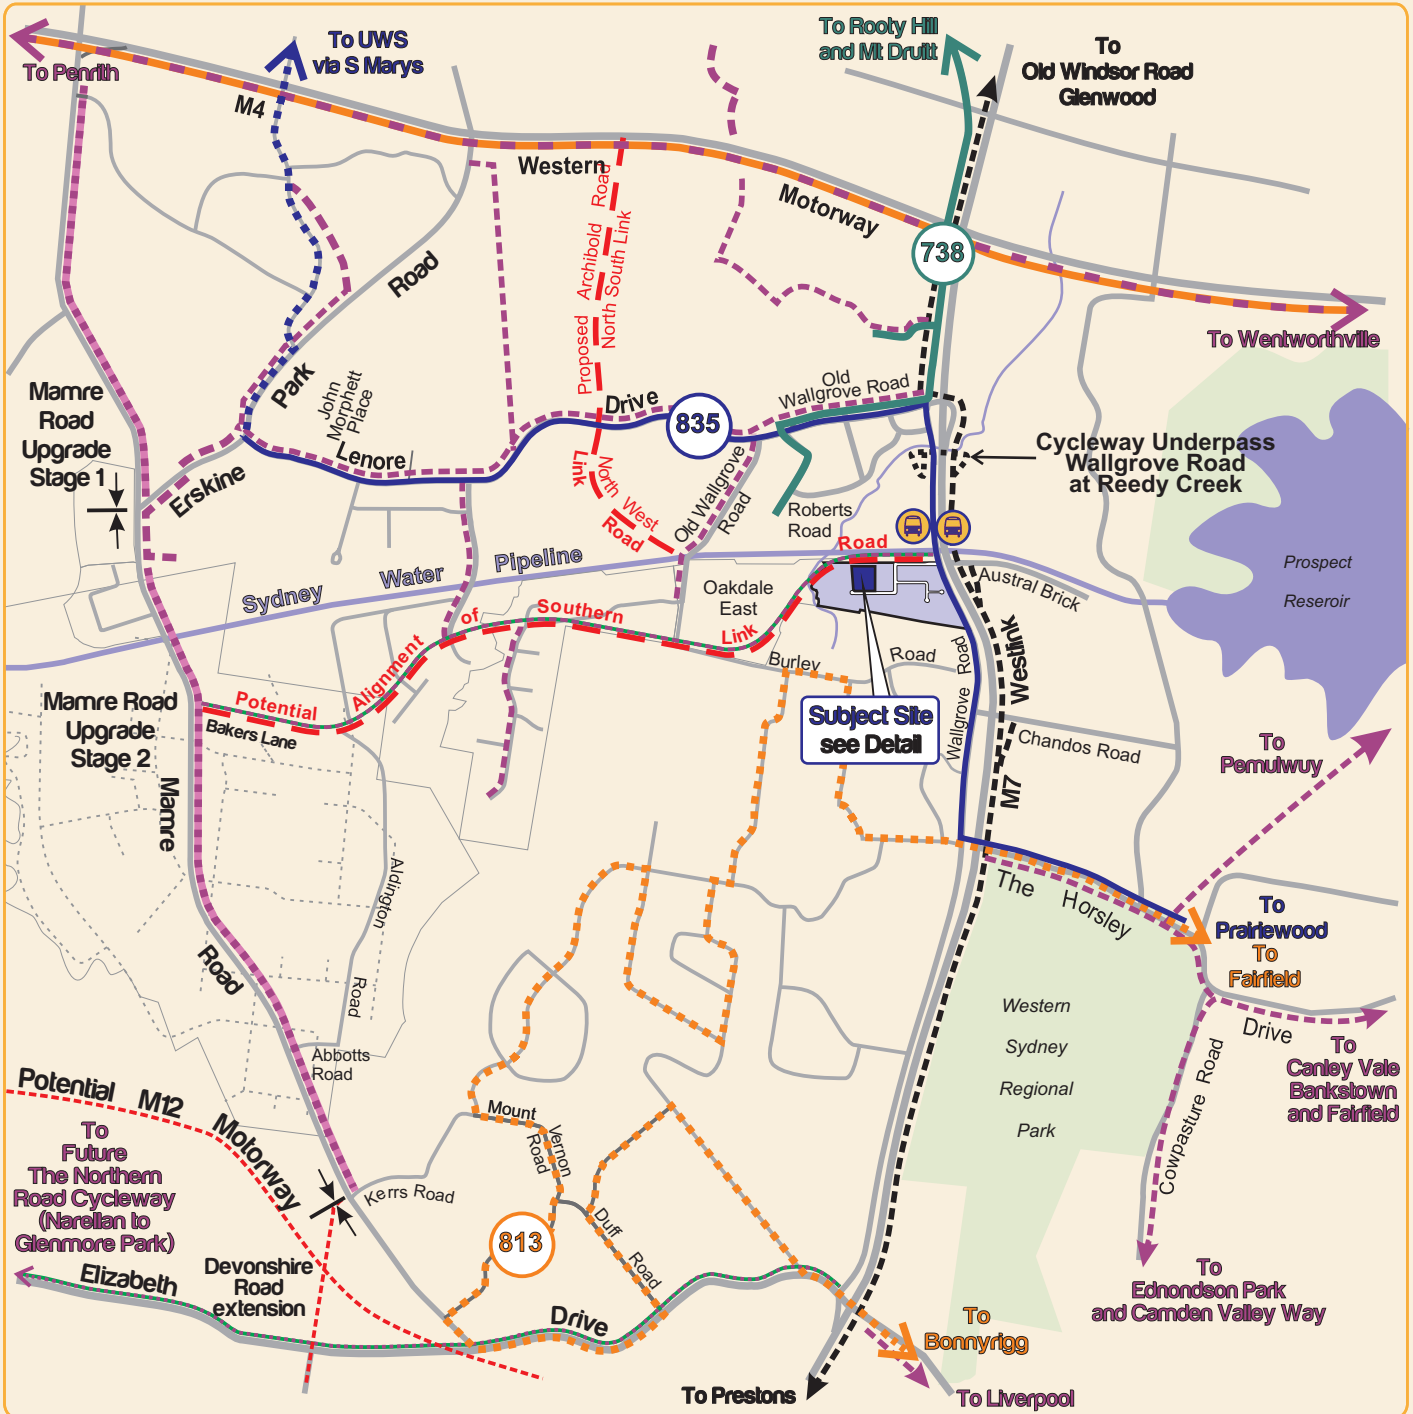 To Penrith
To UWS
via S Marys
To Rooty Hill
and Mt Druitt
To
Old Windsor Road
Glenwood
M4
Western
Motorway
738
To Wentworthville
Proposed Archibold Road
North South Link
Mamre
Road
Upgrade
Stage 1
Park
Road
John
Morphett
Place
Drive
835
Old
Wallgrove Road
Lenore
Erskine
Link
North West
Road
Old Wallgrove
Road
Roberts
Road
Cycleway Underpass
Wallgrove Road
at Reedy Creek
Prospect
Reseroir
Sydney Water Pipeline
Road
Austral Brick
Oakdale
East
Potential Alignment of Southern Link
Bakers Lane
Burley
Road
Wallgrove Road
Westlink
M7
Mamre Road
Upgrade
Stage 2
Subject Site
see Detail
Chandos Road
To
Pemulwuy
Mamre
Road
Aldington
Road
The Horsley
Drive
To
Prairiewood
To
Fairfield
Western
Sydney
Regional
Park
Cowpasture Road
To
Canley Vale
Bankstown
and Fairfield
Abbotts
Road
Potential M12
Motorway
To
Future
The Northern
Road Cycleway
(Narellan to
Glenmore Park)
Mount
Vernon
Road
Kerrs Road
813
Duff Road
Elizabeth
Drive
Devonshire
Road
extension
To
Ednondson Park
and Camden Valley Way
To
Bonnyrigg
To Prestons
To Liverpool